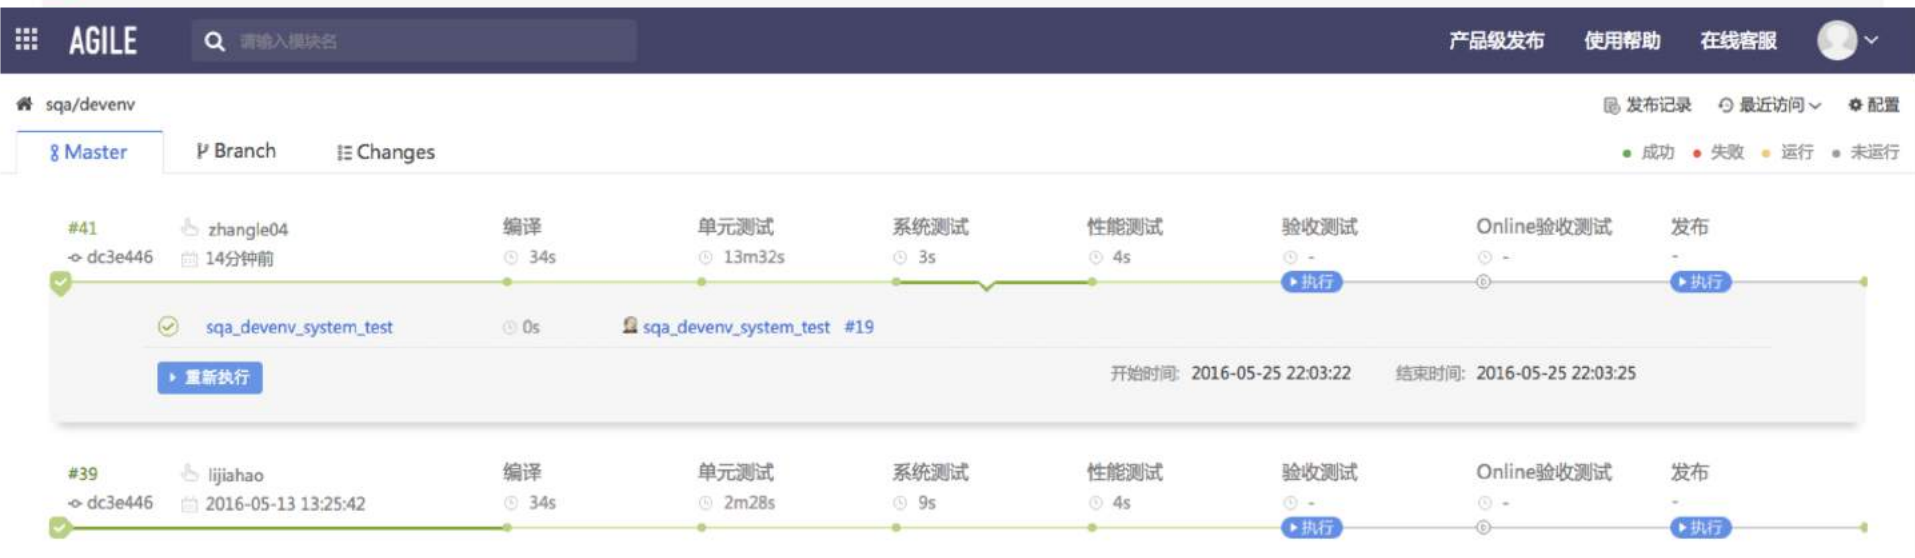 AGILE 请输入模块名 产品级发布 使用帮助 在线客服
sqa/devenv 发布记录 最近访问 配置
Master Branch Changes 成功 失败 运行 未运行
#41 zhangle04 编译 单元测试 系统测试 性能测试 验收测试 Online验收测试 发布
dc3e446 14分钟前 34s 13m32s 3s 4s - - -
执行 执行
sqa_devenv_system_test 0s sqa_devenv_system_test #19
重新执行 开始时间: 2016-05-25 22:03:22 结束时间: 2016-05-25 22:03:25
#39 lijiahao 编译 单元测试 系统测试 性能测试 验收测试 Online验收测试 发布
dc3e446 2016-05-13 13:25:42 34s 2m28s 9s 4s - - -
执行 执行